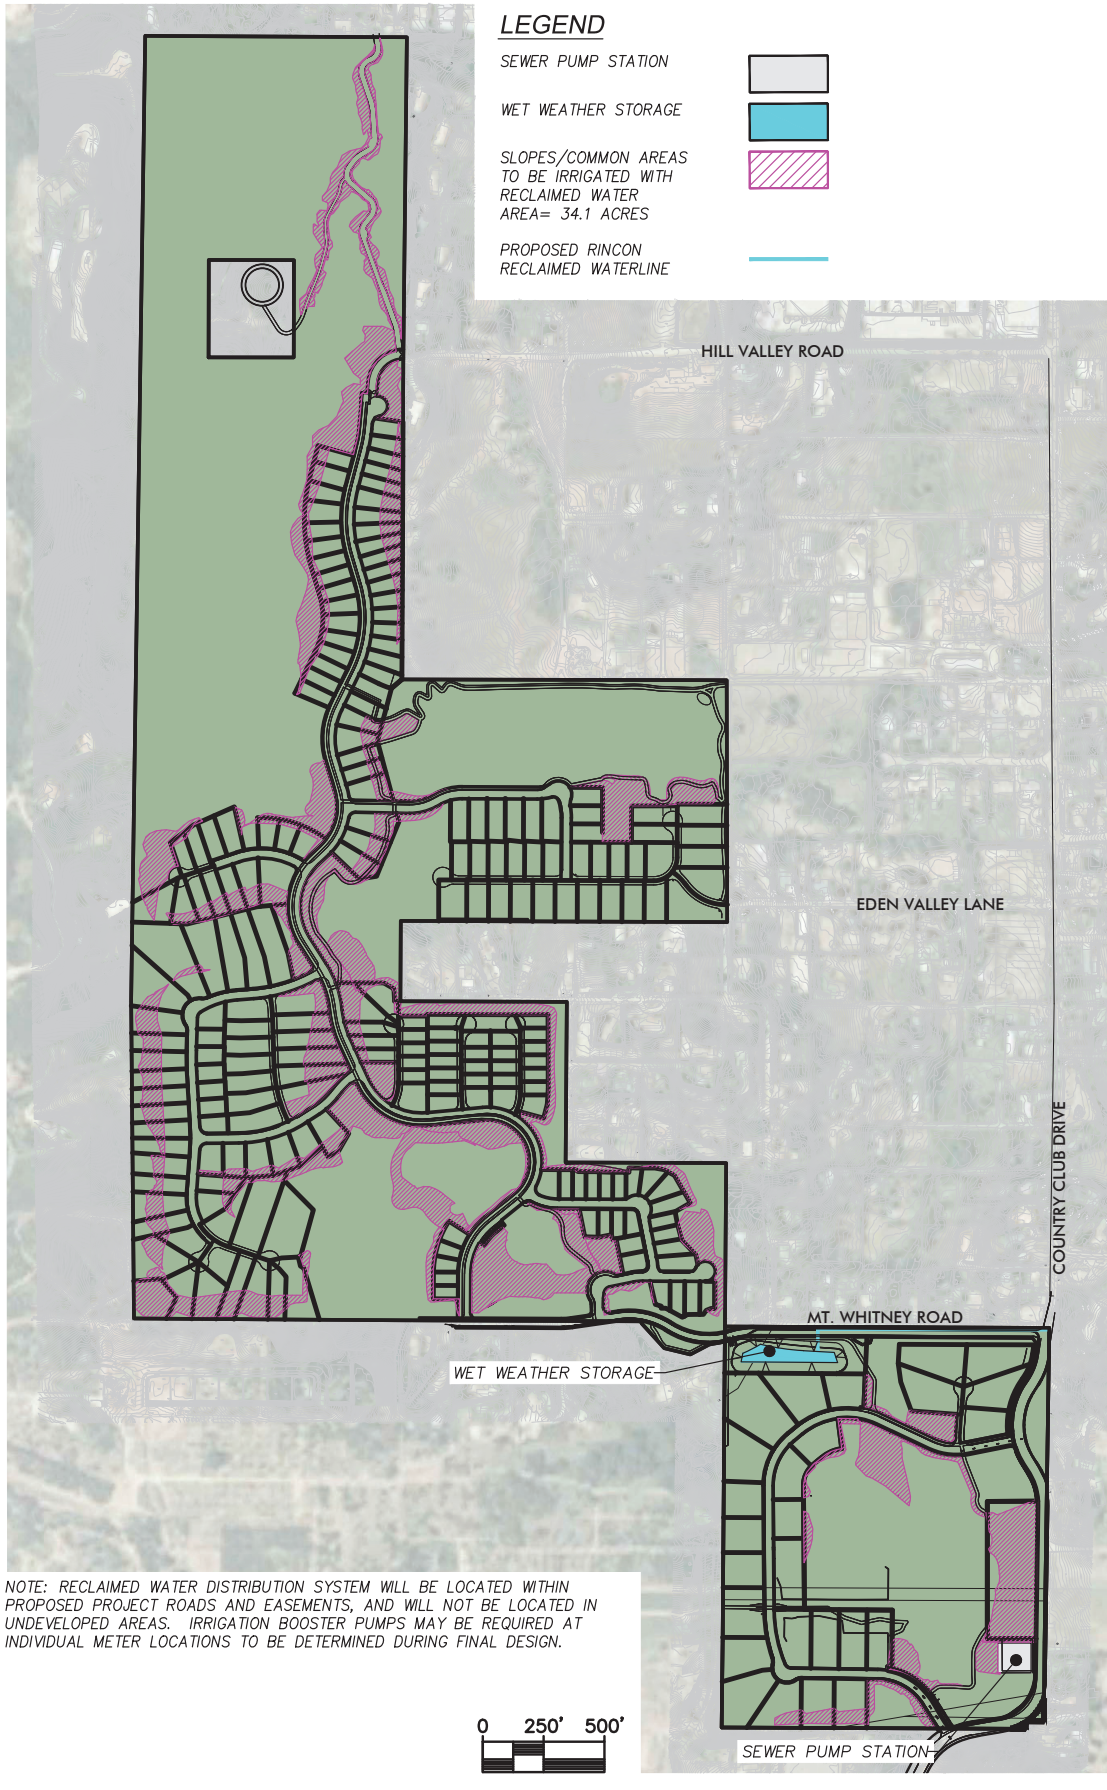 LEGEND
SEWER PUMP STATION
WET WEATHER STORAGE
SLOPES/COMMON AREAS
TO BE IRRIGATED WITH
RECLAIMED WATER
AREA= 34.1 ACRES
PROPOSED RINCON
RECLAIMED WATERLINE
HILL VALLEY ROAD
EDEN VALLEY LANE
COUNTRY CLUB DRIVE
MT. WHITNEY ROAD
WET WEATHER STORAGE
NOTE: RECLAIMED WATER DISTRIBUTION SYSTEM WILL BE LOCATED WITHIN
PROPOSED PROJECT ROADS AND EASEMENTS, AND WILL NOT BE LOCATED IN
UNDEVELOPED AREAS. IRRIGATION BOOSTER PUMPS MAY BE REQUIRED AT
INDIVIDUAL METER LOCATIONS TO BE DETERMINED DURING FINAL DESIGN.
0 250' 500'
SEWER PUMP STATION